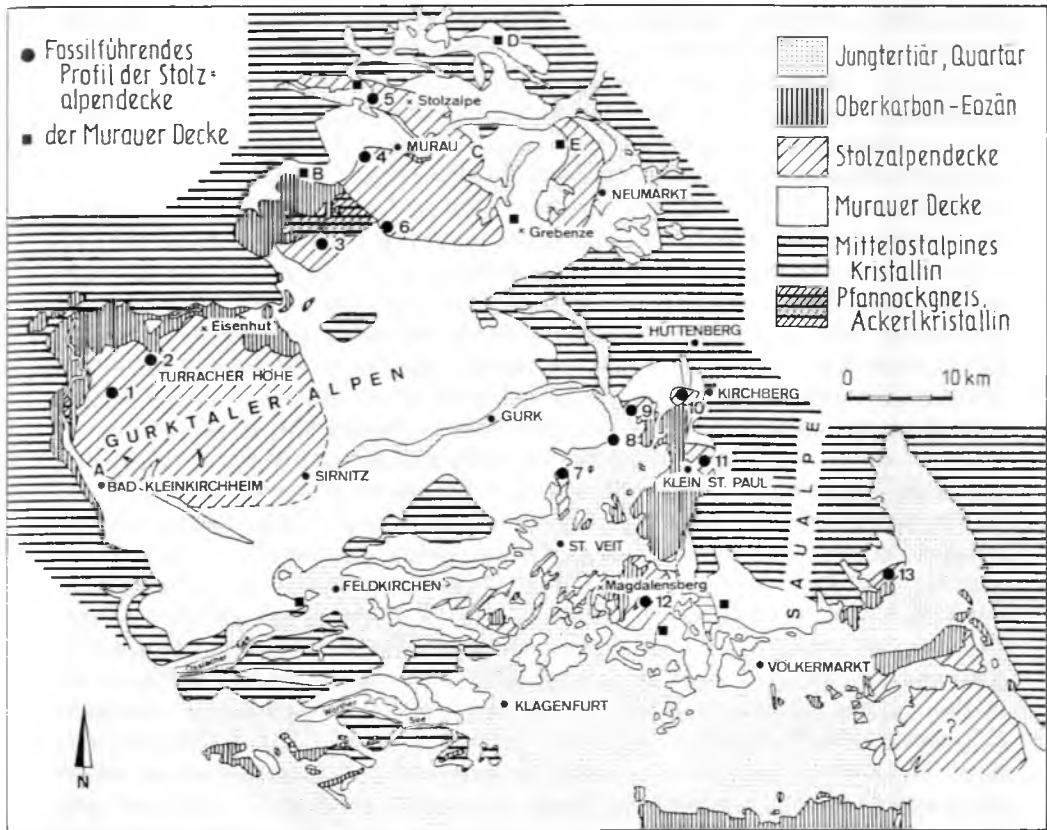 Fossilführendes
Profil der Stolz=
alpendecke
der Murauer Decke
Jungtertiär, Quartär
Oberkarbon-Eozän
Stolzalpendecke
Murauer Decke
Mittelostalpines
Kristallin
Pfannockgneis,
Ackerlkristallin
0 10 km
D
5
Stolzalpe
MURAU
C
E
4
B
NEUMARKT
6
Grebenze
3
Eisenhut
HÜTTENBERG
2
TURRACHER HÖHE
1
GURKTALER ALPEN
KIRCHBERG
10
9
GURK
8
11
7
KLEIN ST. PAUL
A
BAD-KLEINKIRCHHEIM
SIRNITZ
SAUALPE
ST. VEIT
13
FELDKIRCHEN
Magdalensberg
12
VÖLKERMARKT
See
KLAGENFURT
?
N